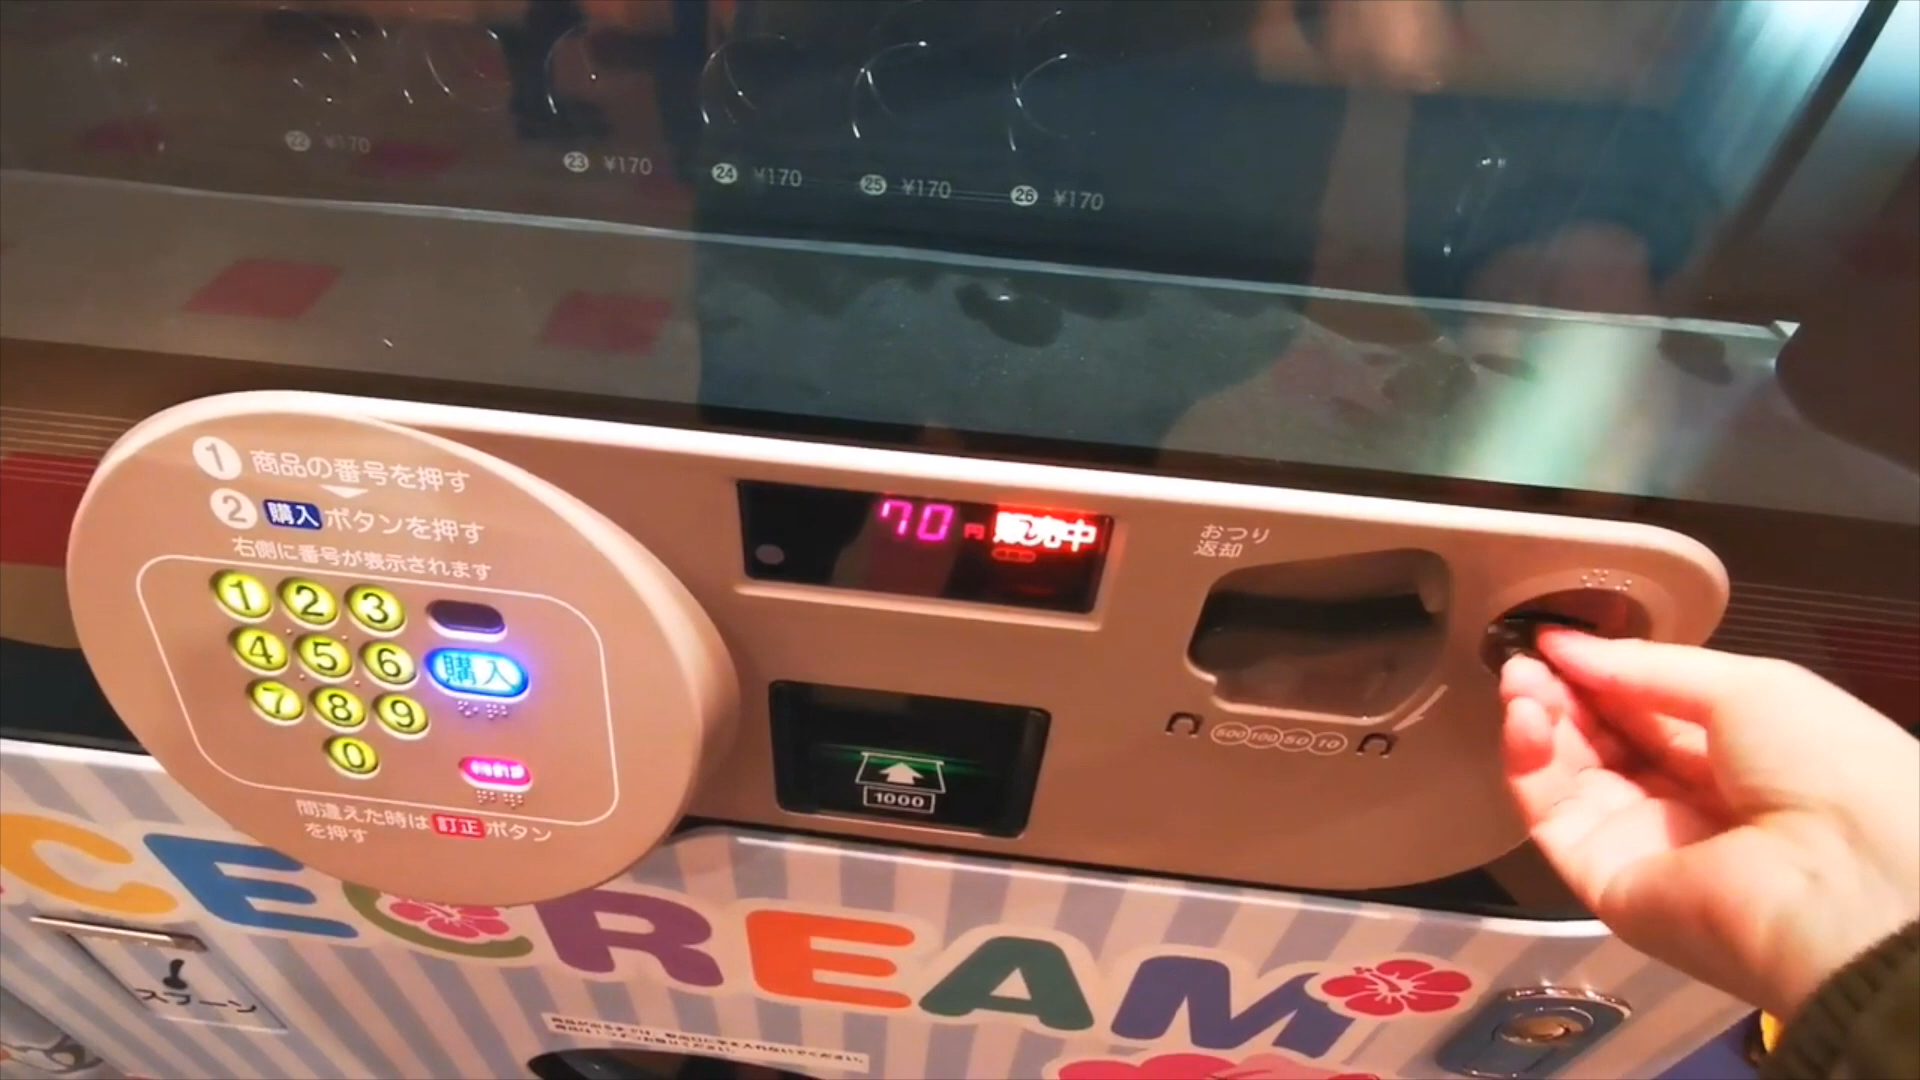 22 ¥170
23 ¥170
24 ¥170
25 ¥170
26 ¥170
1 商品の番号を押す
2 購入 ボタンを押す
右側に番号が表示されます
1 2 3
4 5 6 購入
7 8 9
0
間違えた時は 訂正 ボタン
を押す
70 円 販売中
おつり
返却
500 100 50 10
1000
CECREAM
スプーン